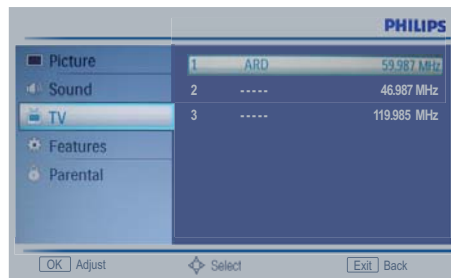 PHILIPS
Picture
Sound
TV
Features
Parental
1 ARD 59.987 MHz
2 ----- 46.987 MHz
3 ----- 119.985 MHz
OK Adjust
Select
Exit Back